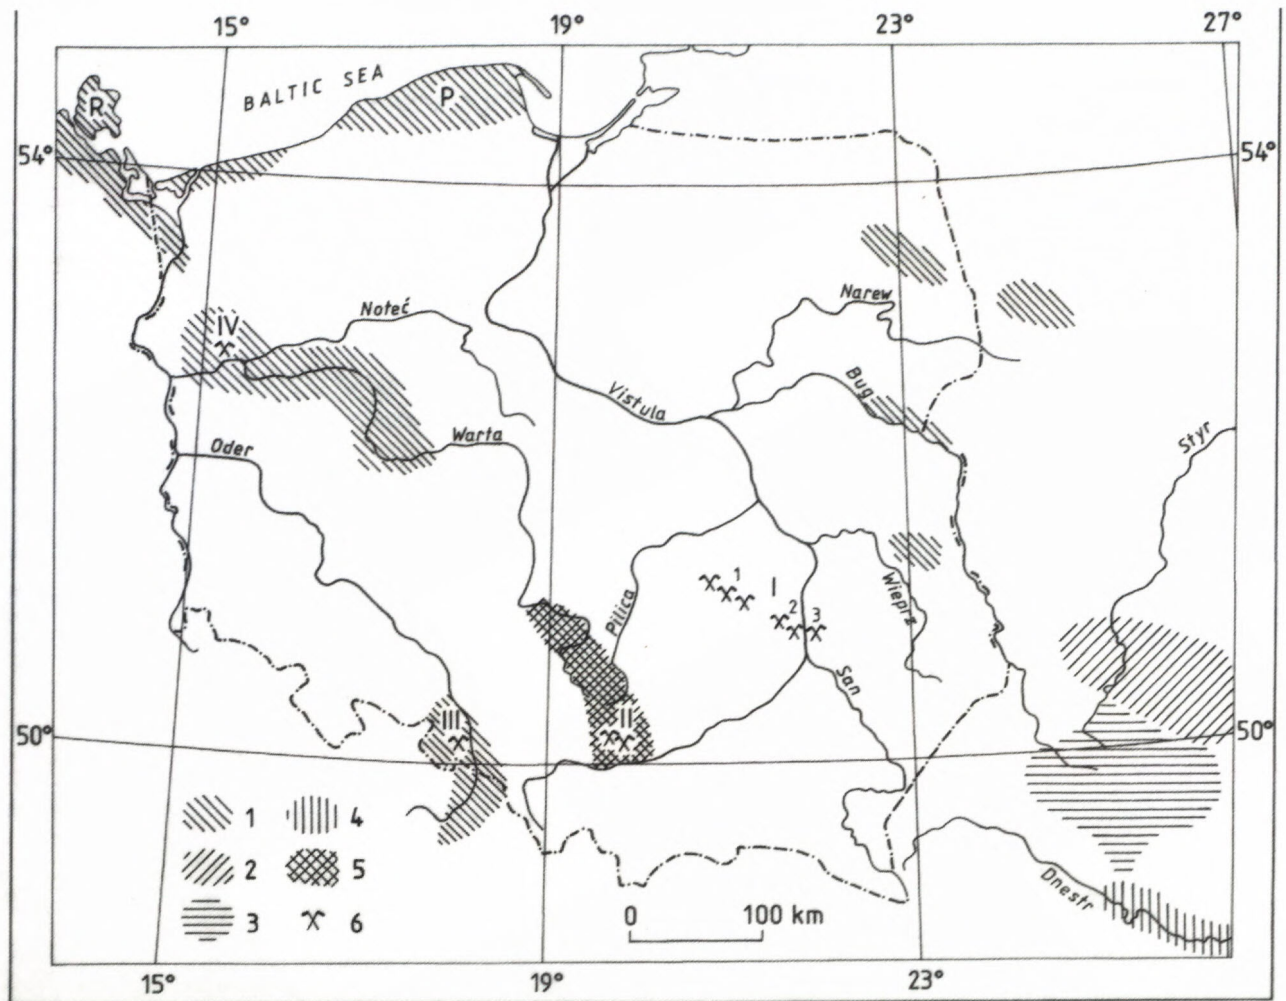 15° 19° 23° 27°
BALTIC SEA
R
P
54° 54°
IV
Noteć
Narew
Bug
Vistula
Styr
Oder
Warta
Pilica
1
I
2 3
Wieprz
San
III
II
50° 50°
1 4
2 5
3 6
0 100 km
Dnestr
15° 19° 23°